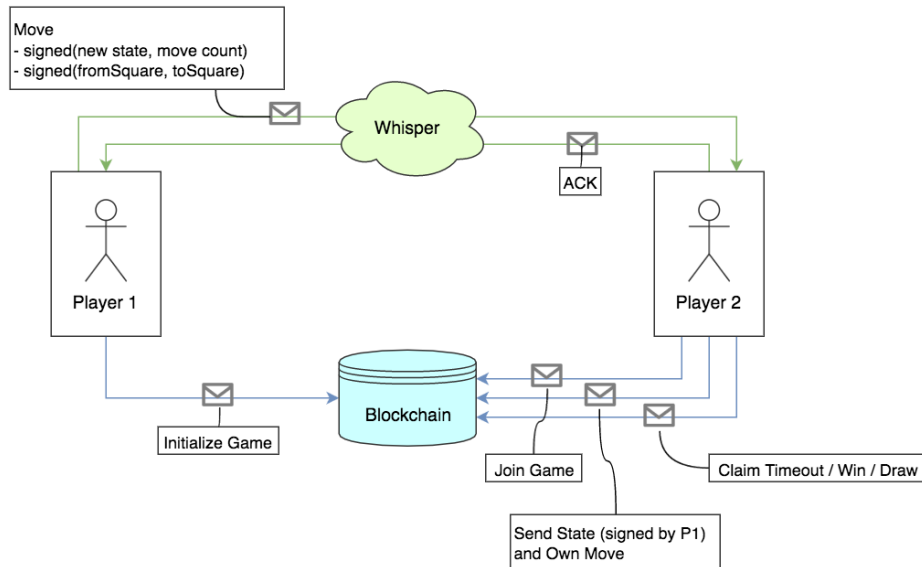 Move
- signed(new state, move count)
- signed(fromSquare, toSquare)
Whisper
ACK
Player 1
Player 2
Blockchain
Initialize Game
Join Game
Claim Timeout / Win / Draw
Send State (signed by P1)
and Own Move